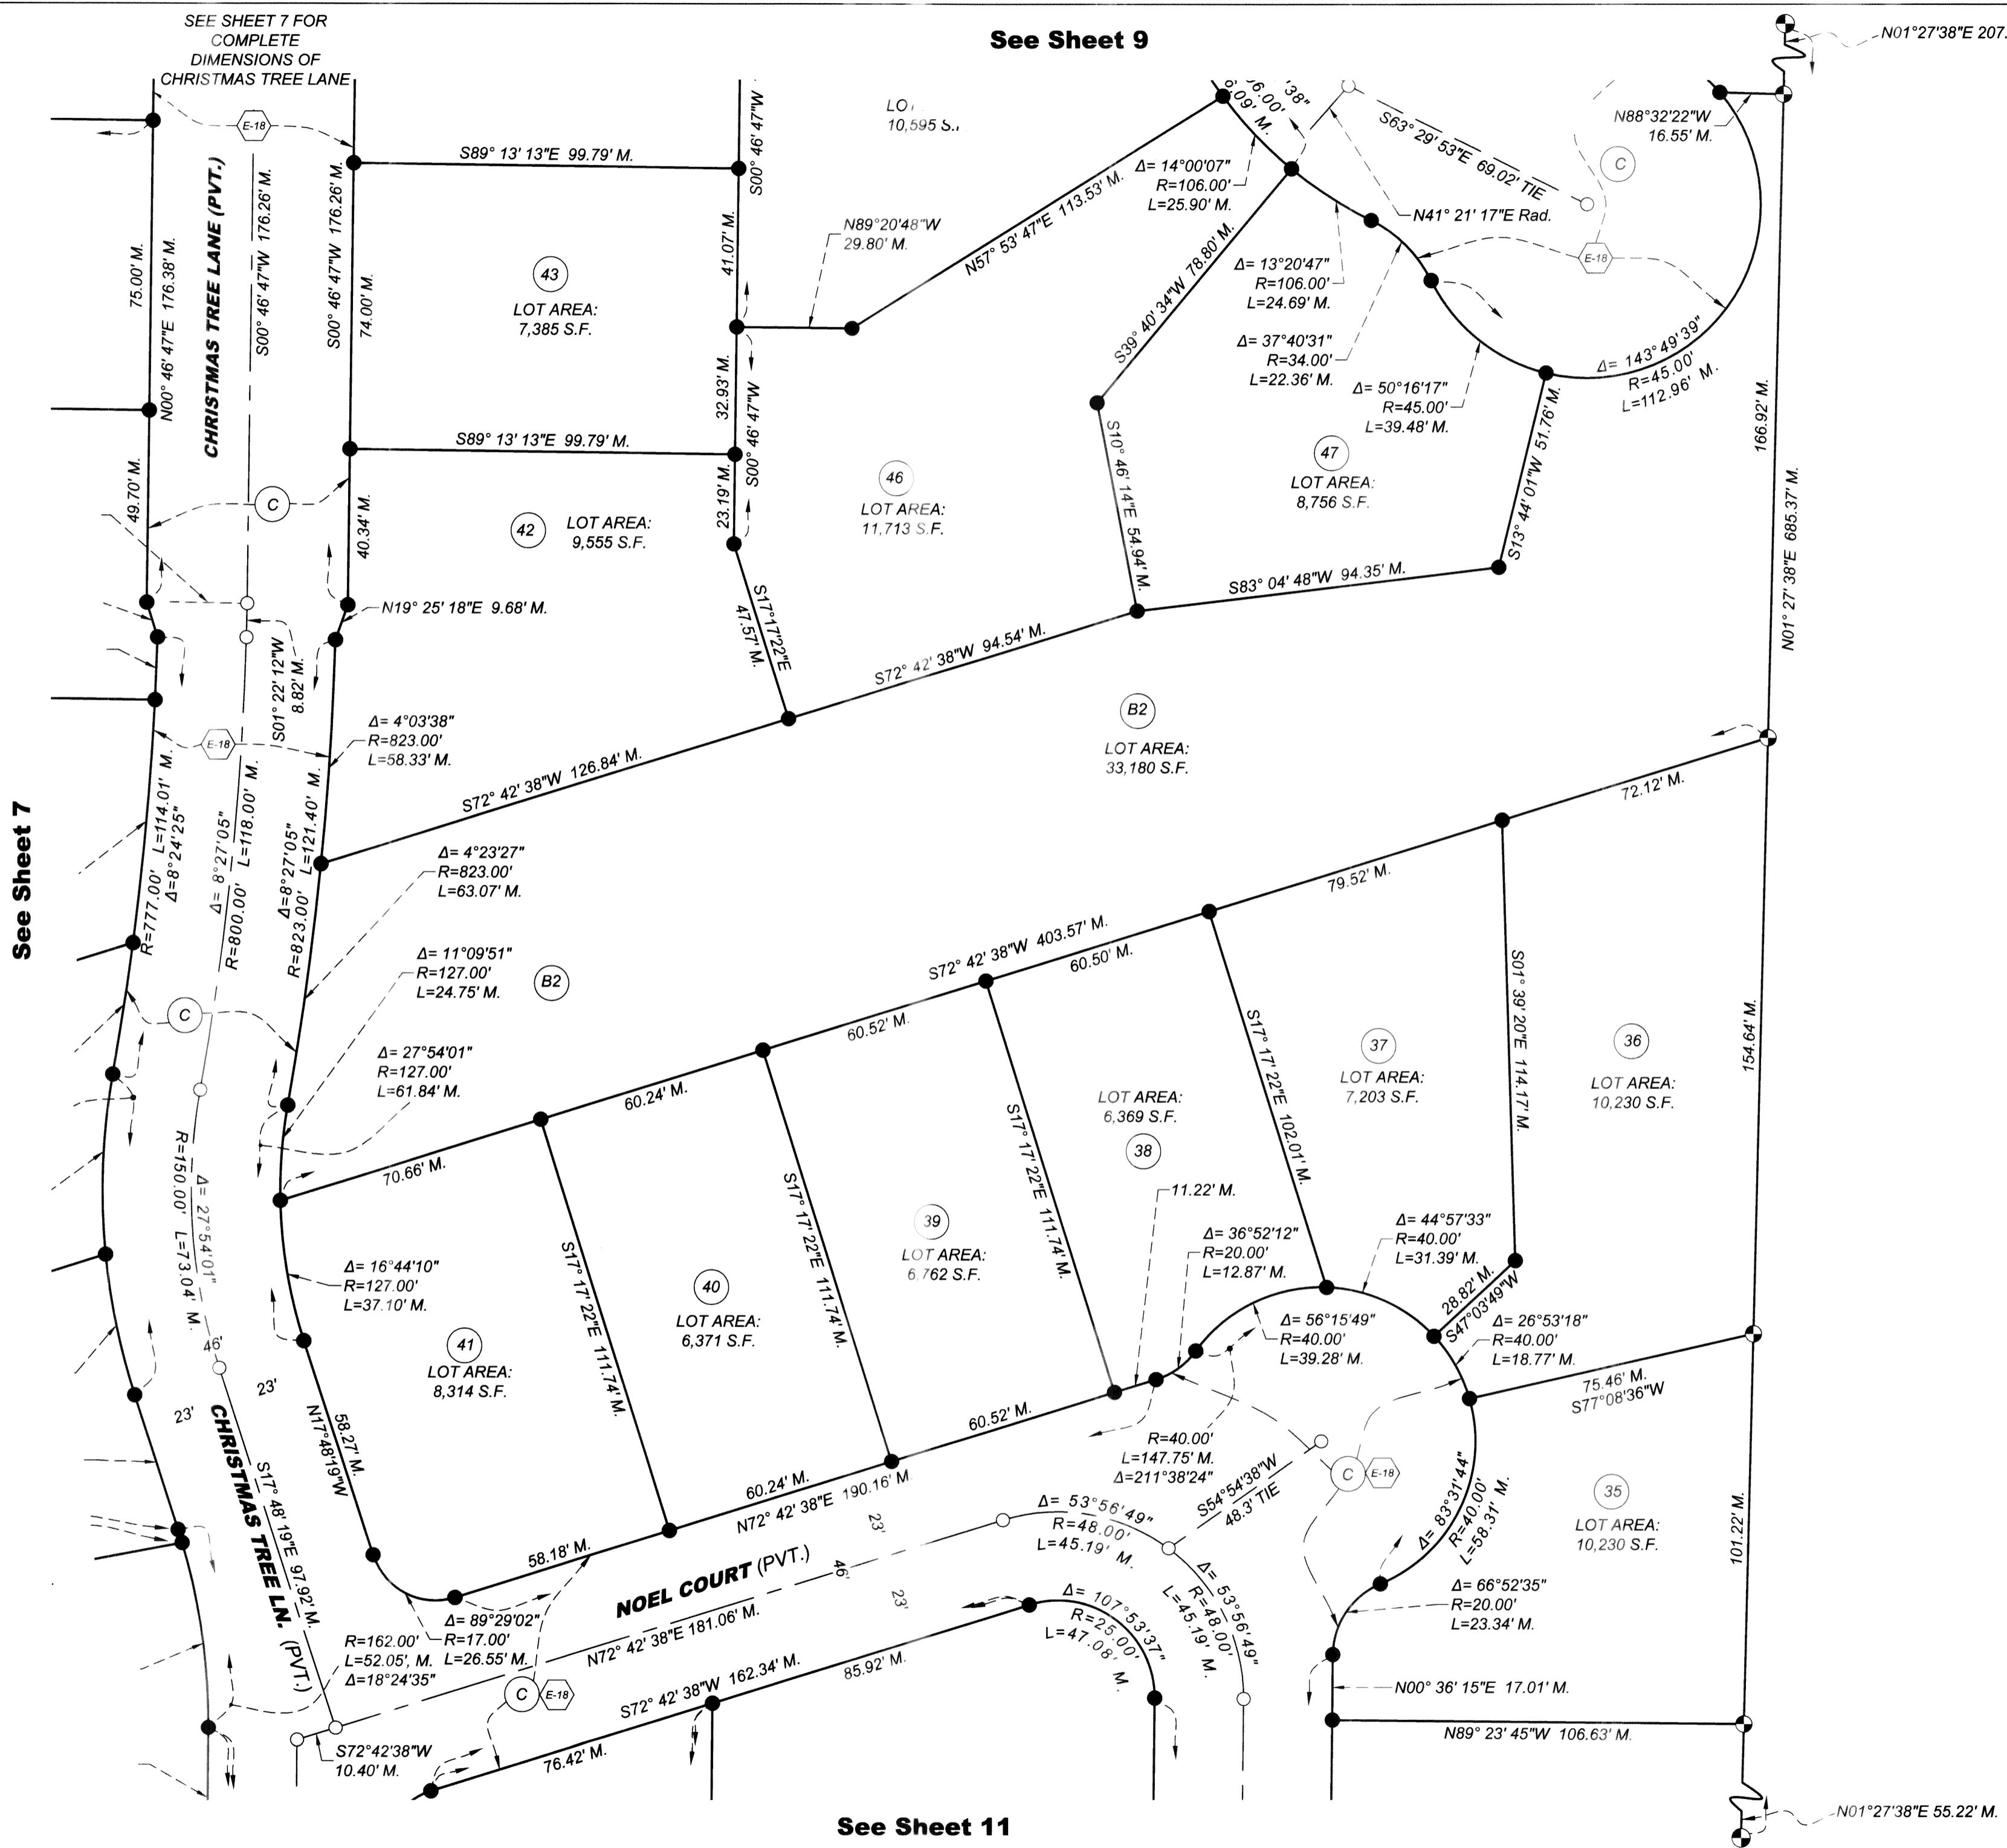 SEE SHEET 7 FOR
COMPLETE
DIMENSIONS OF
CHRISTMAS TREE LANE
See Sheet 9
N01°27'38"E 207.
E-18
CHRISTMAS TREE LANE (PVT.)
75.00' M.
N00° 46' 47"E 176.38' M.
S00° 46' 47"W 176.26' M.
S00° 46' 47"W 176.26' M.
74.00' M.
49.70' M.
40.34' M.
C
S89° 13' 13"E 99.79' M.
43
LOT AREA:
7,385 S.F.
S00° 46' 47"W
41.07' M.
32.93' M.
S00° 46' 47"W
23.19' M.
S89° 13' 13"E 99.79' M.
10,595 S.
N89°20'48"W
29.80' M.
N57° 53' 47"E 113.53' M.
Δ= 14°00'07"
R=106.00'
L=25.90' M.
S63° 29' 53"E 69.02' TIE
N41° 21' 17"E Rad.
C
E-18
N88°32'22"W
16.55' M.
S39° 40' 34"W 78.80' M.
Δ= 13°20'47"
R=106.00'
L=24.69' M.
Δ= 37°40'31"
R=34.00'
L=22.36' M.
Δ= 50°16'17"
R=45.00'
L=39.48' M.
Δ= 143°49'39"
R=45.00'
L=112.96' M.
166.92' M.
N01° 27' 38"E 685.37' M.
42
LOT AREA:
9,555 S.F.
46
LOT AREA:
11,713 S.F.
47
LOT AREA:
8,756 S.F.
S10° 46' 14"E 54.94' M.
S13° 44' 01"W 51.76' M.
S83° 04' 48"W 94.35' M.
N19° 25' 18"E 9.68' M.
S17°17'22"E
47.57' M.
S72° 42' 38"W 94.54' M.
S01° 22' 12"W
8.82' M.
E-18
Δ= 4°03'38"
R=823.00'
L=58.33' M.
S72° 42' 38"W 126.84' M.
B2
LOT AREA:
33,180 S.F.
See Sheet 7
R=777.00' L=114.01' M.
Δ=8°24'25"
Δ= 8°27'05"
R=800.00' L=118.00' M.
Δ=8°27'05"
R=823.00' L=121.40' M.
Δ= 4°23'27"
R=823.00'
L=63.07' M.
Δ= 11°09'51"
R=127.00'
L=24.75' M.
B2
Δ= 27°54'01"
R=127.00'
L=61.84' M.
C
72.12' M.
79.52' M.
S72° 42' 38"W 403.57' M.
60.50' M.
60.52' M.
60.24' M.
70.66' M.
S17° 17' 22"E 111.74' M.
S17° 17' 22"E 111.74' M.
S17° 17' 22"E 111.74' M.
S17° 17' 22"E 102.01' M.
S01° 39' 20"E 114.17' M.
154.64' M.
LOT AREA:
6,369 S.F.
38
37
LOT AREA:
7,203 S.F.
36
LOT AREA:
10,230 S.F.
39
LOT AREA:
6,762 S.F.
40
LOT AREA:
6,371 S.F.
41
LOT AREA:
8,314 S.F.
Δ= 27°54'01"
R=150.00' L=73.04' M.
Δ= 16°44'10"
R=127.00'
L=37.10' M.
11.22' M.
Δ= 36°52'12"
R=20.00'
L=12.87' M.
Δ= 44°57'33"
R=40.00'
L=31.39' M.
Δ= 56°15'49"
R=40.00'
L=39.28' M.
28.82' M.
S47°03'49"W
Δ= 26°53'18"
R=40.00'
L=18.77' M.
75.46' M.
S77°08'36"W
46'
23'
23'
58.27' M.
N17°48'19"W
CHRISTMAS TREE LN. (PVT.)
S17° 48' 19"E 97.92' M.
60.52' M.
60.24' M.
N72° 42' 38"E 190.16' M.
58.18' M.
R=40.00'
L=147.75' M.
Δ=211°38'24"
S54°54'38"W
48.3' TIE
C
E-18
Δ= 83°31'44"
R=40.00'
L=58.31' M.
35
LOT AREA:
10,230 S.F.
101.22' M.
Δ= 53°56'49"
R=48.00'
L=45.19' M.
Δ= 53°56'49"
R=48.00'
L=45.19' M.
Δ= 107°53'37"
R=25.00'
L=47.08' M.
Δ= 66°52'35"
R=20.00'
L=23.34' M.
NOEL COURT (PVT.)
23'
46'
23'
N72° 42' 38"E 181.06' M.
Δ= 89°29'02"
R=17.00'
L=26.55' M.
R=162.00'
L=52.05', M.
Δ=18°24'35"
C
E-18
S72° 42' 38"W 162.34' M.
85.92' M.
76.42' M.
S72°42'38"W
10.40' M.
N00° 36' 15"E 17.01' M.
N89° 23' 45"W 106.63' M.
N01°27'38"E 55.22' M.
See Sheet 11